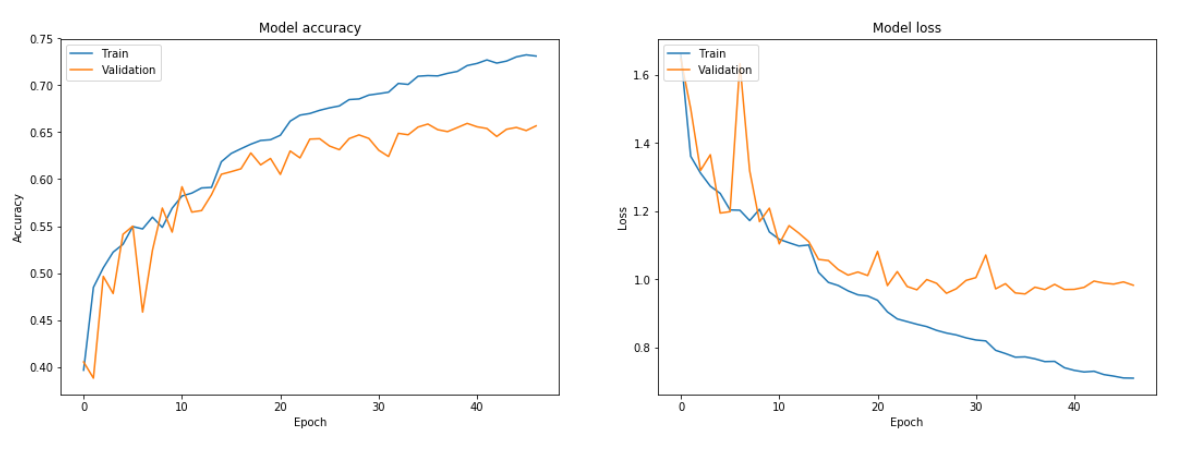 Model accuracy
0.75
0.70
0.65
0.60
0.55
0.50
0.45
0.40
Accuracy
Train
Validation
0
10
20
30
40
Epoch
Model loss
1.6
1.4
1.2
1.0
0.8
Loss
Train
Validation
0
10
20
30
40
Epoch